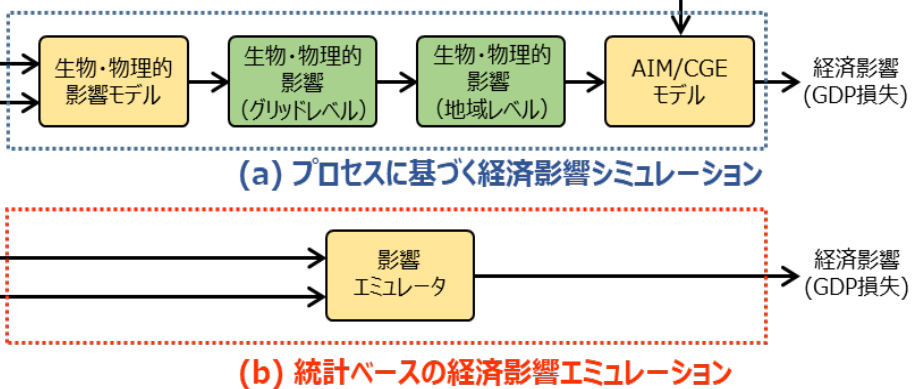 生物・物理的
影響モデル
生物・物理的
影響
(グリッドレベル)
生物・物理的
影響
(地域レベル)
AIM/CGE
モデル
経済影響
(GDP損失)
(a) プロセスに基づく経済影響シミュレーション
影響
エミュレータ
経済影響
(GDP損失)
(b) 統計ベースの経済影響エミュレーション